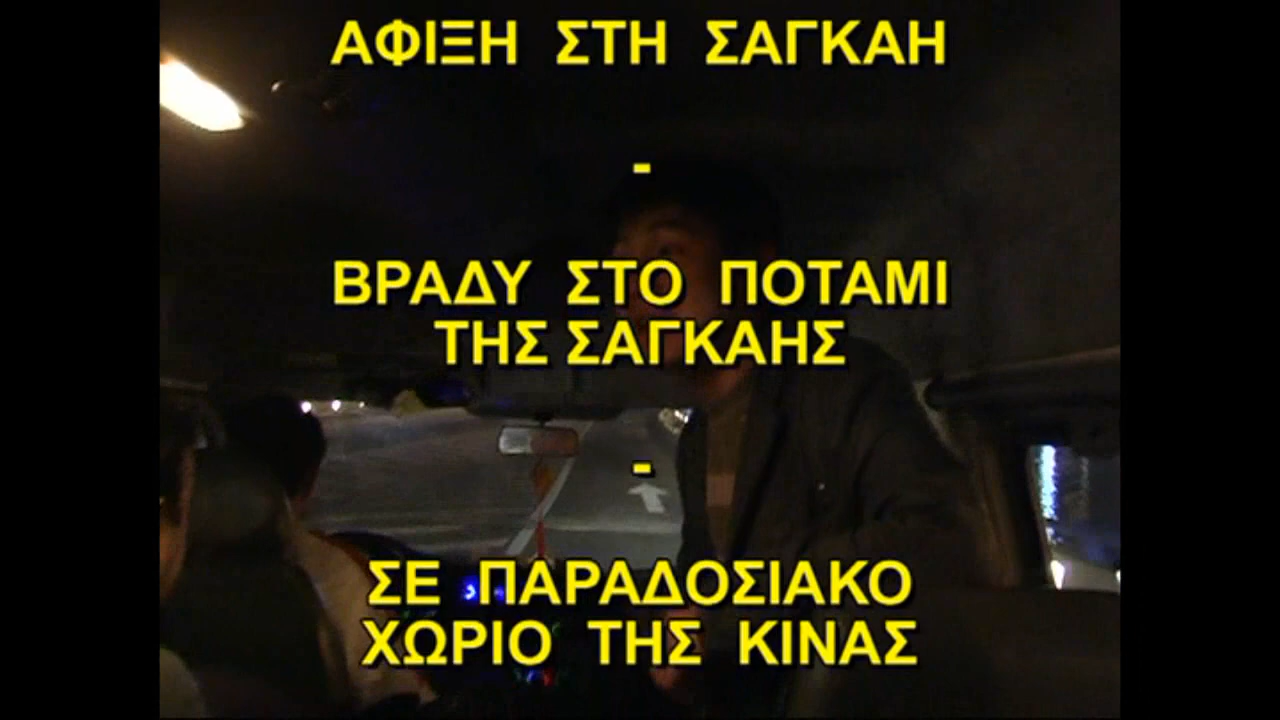 ΑΦΙΞΗ ΣΤΗ ΣΑΓΚΑΗ
-
ΒΡΑΔΥ ΣΤΟ ΠΟΤΑΜΙ
ΤΗΣ ΣΑΓΚΑΗΣ
-
ΣΕ ΠΑΡΑΔΟΣΙΑΚΟ
ΧΩΡΙΟ ΤΗΣ ΚΙΝΑΣ